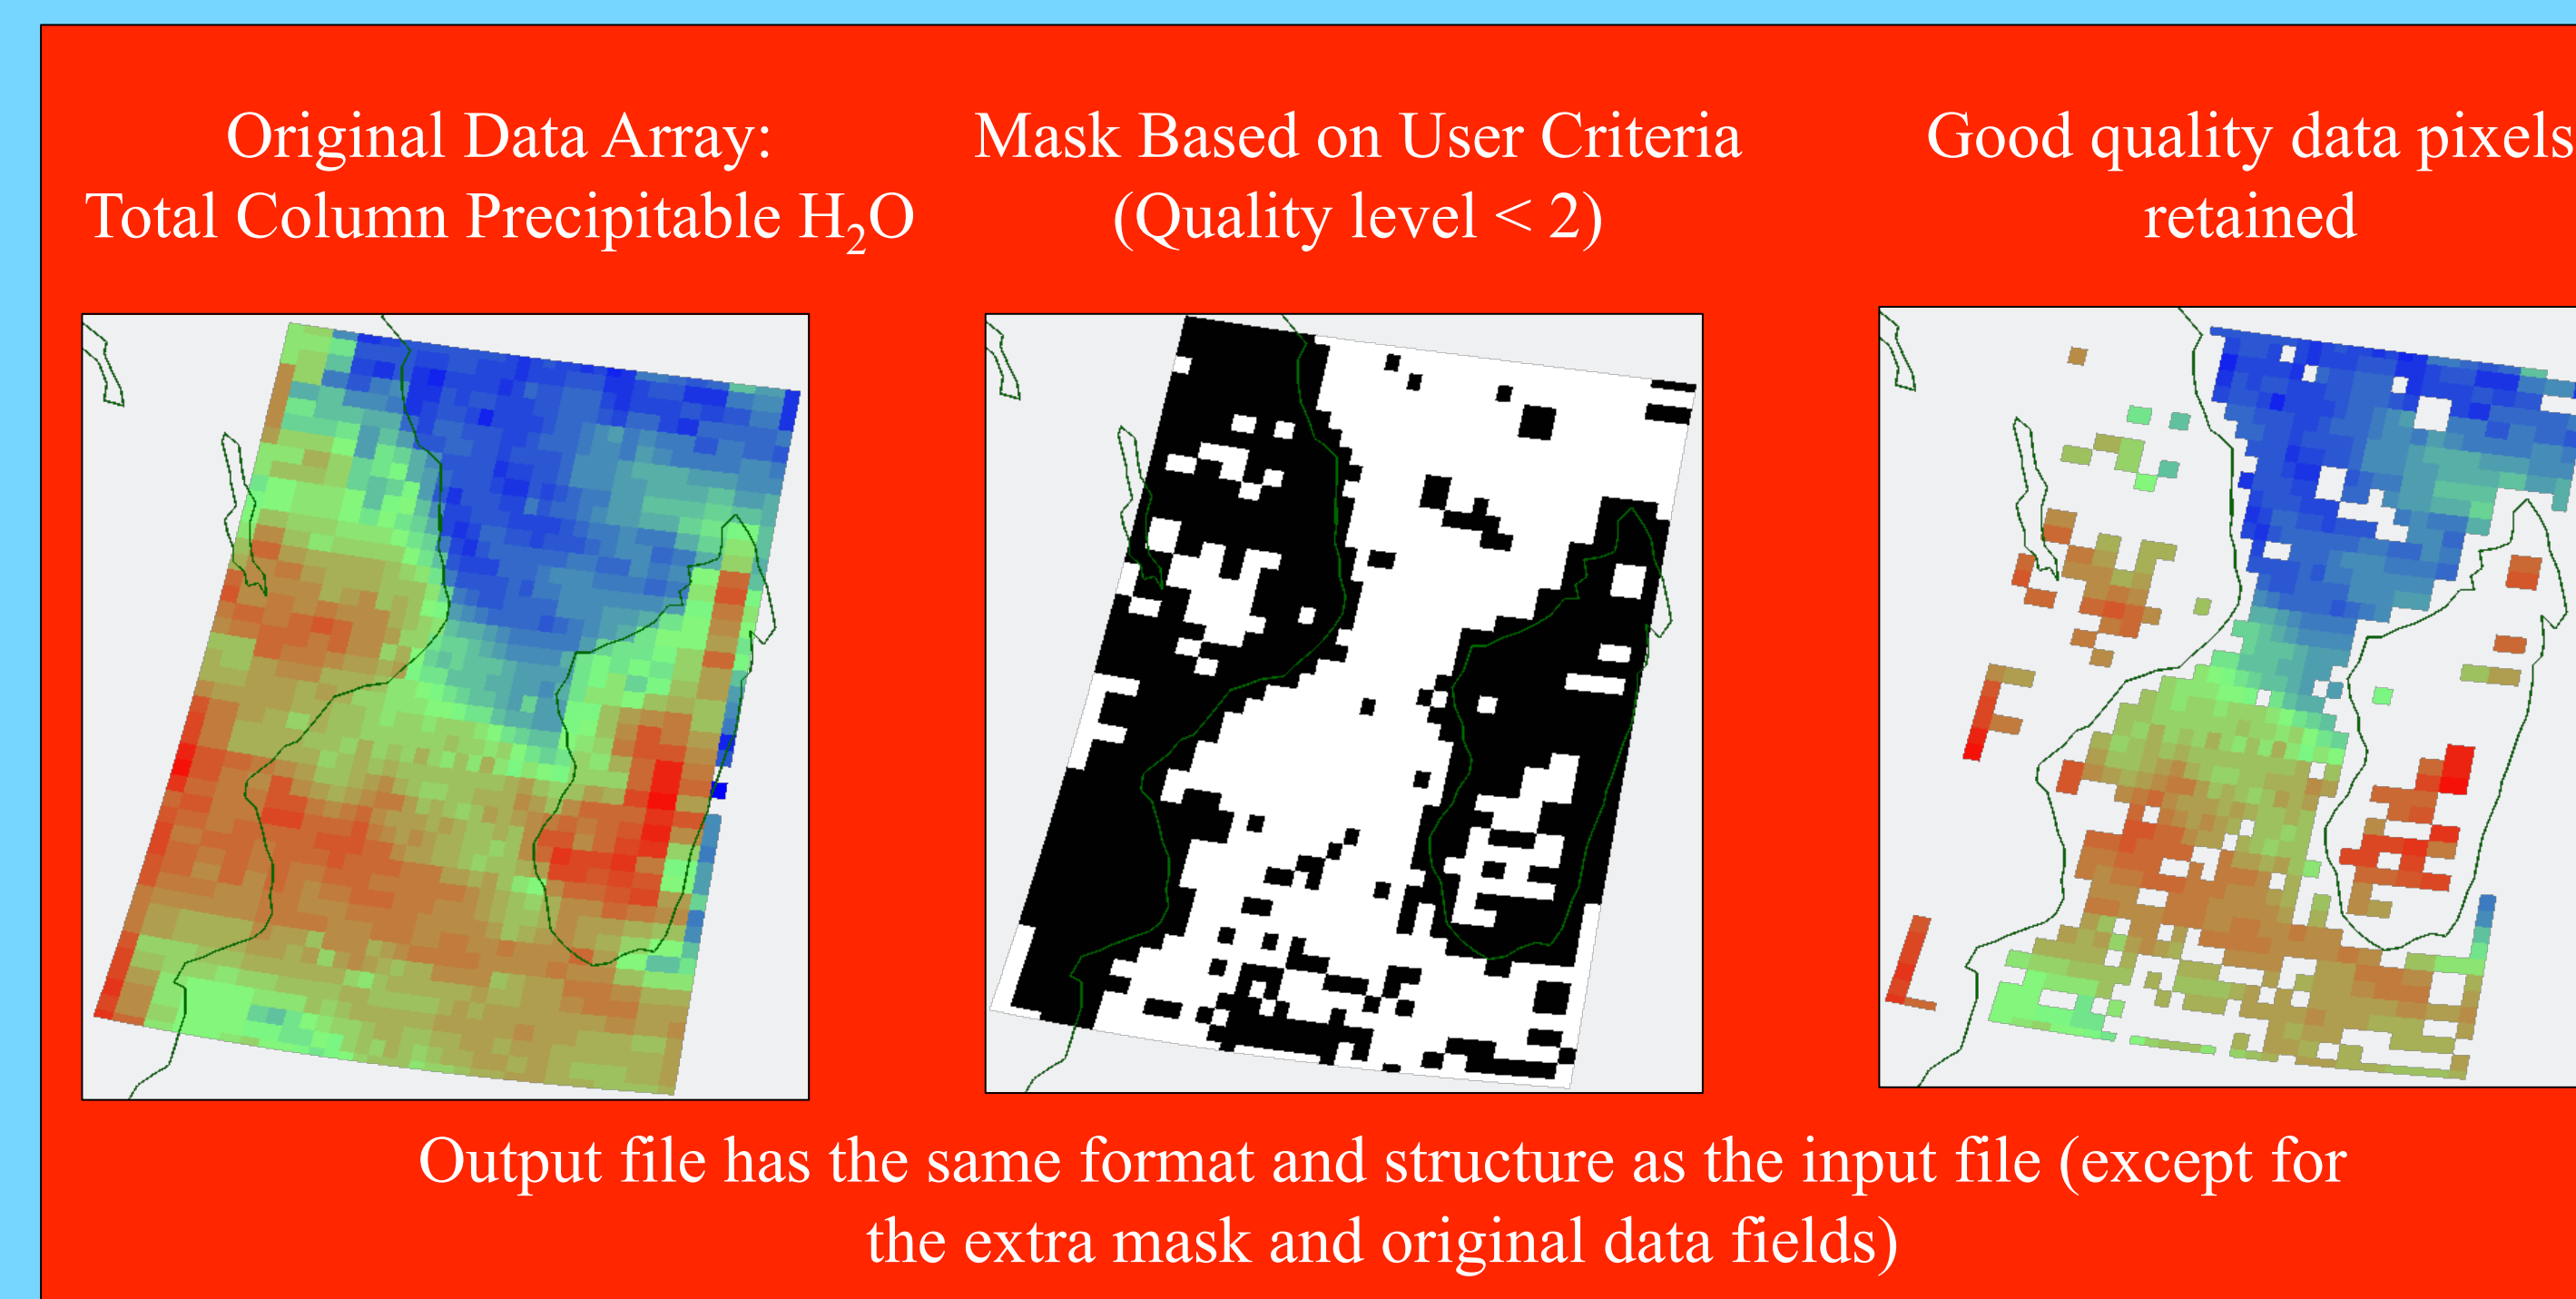 Original Data Array:
Total Column Precipitable H₂O
Mask Based on User Criteria
(Quality level < 2)
Good quality data pixels
retained
Output file has the same format and structure as the input file (except for
the extra mask and original data fields)